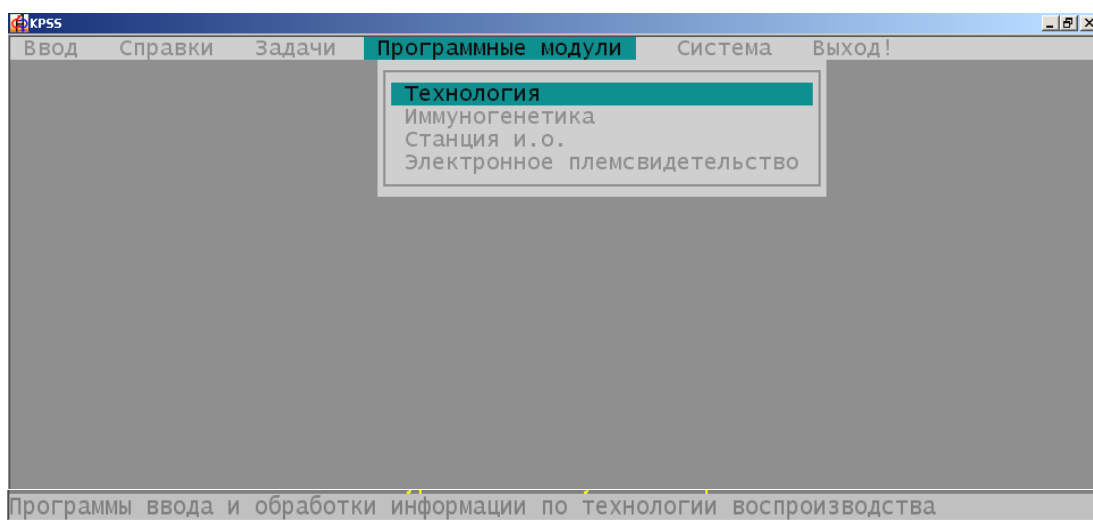 KPSS
Ввод Справки Задачи Программные модули Система Выход!
Технология
Иммуногенетика
Станция и.о.
Электронное племсвидетельство
Программы ввода и обработки информации по технологии воспроизводства